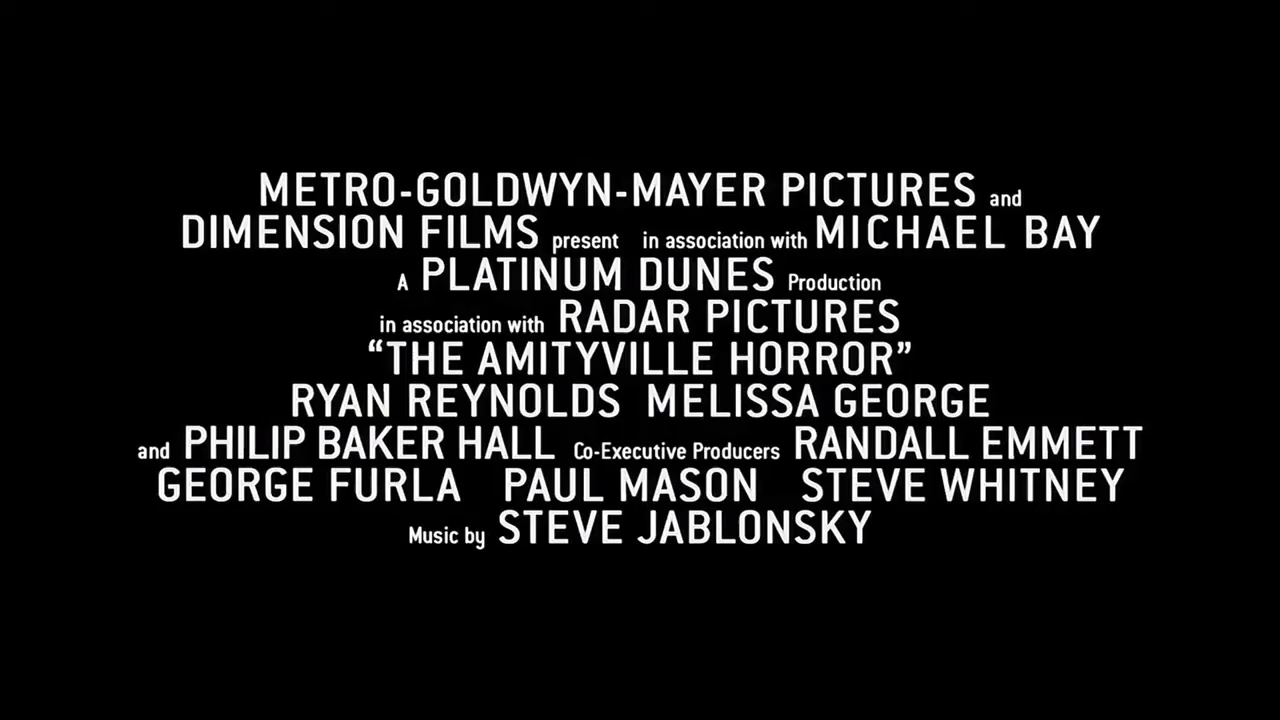 METRO-GOLDWYN-MAYER PICTURES and
DIMENSION FILMS present in association with MICHAEL BAY
A PLATINUM DUNES Production
in association with RADAR PICTURES
“THE AMITYVILLE HORROR”
RYAN REYNOLDS MELISSA GEORGE
and PHILIP BAKER HALL Co-Executive Producers RANDALL EMMETT
GEORGE FURLA PAUL MASON STEVE WHITNEY
Music by STEVE JABLONSKY